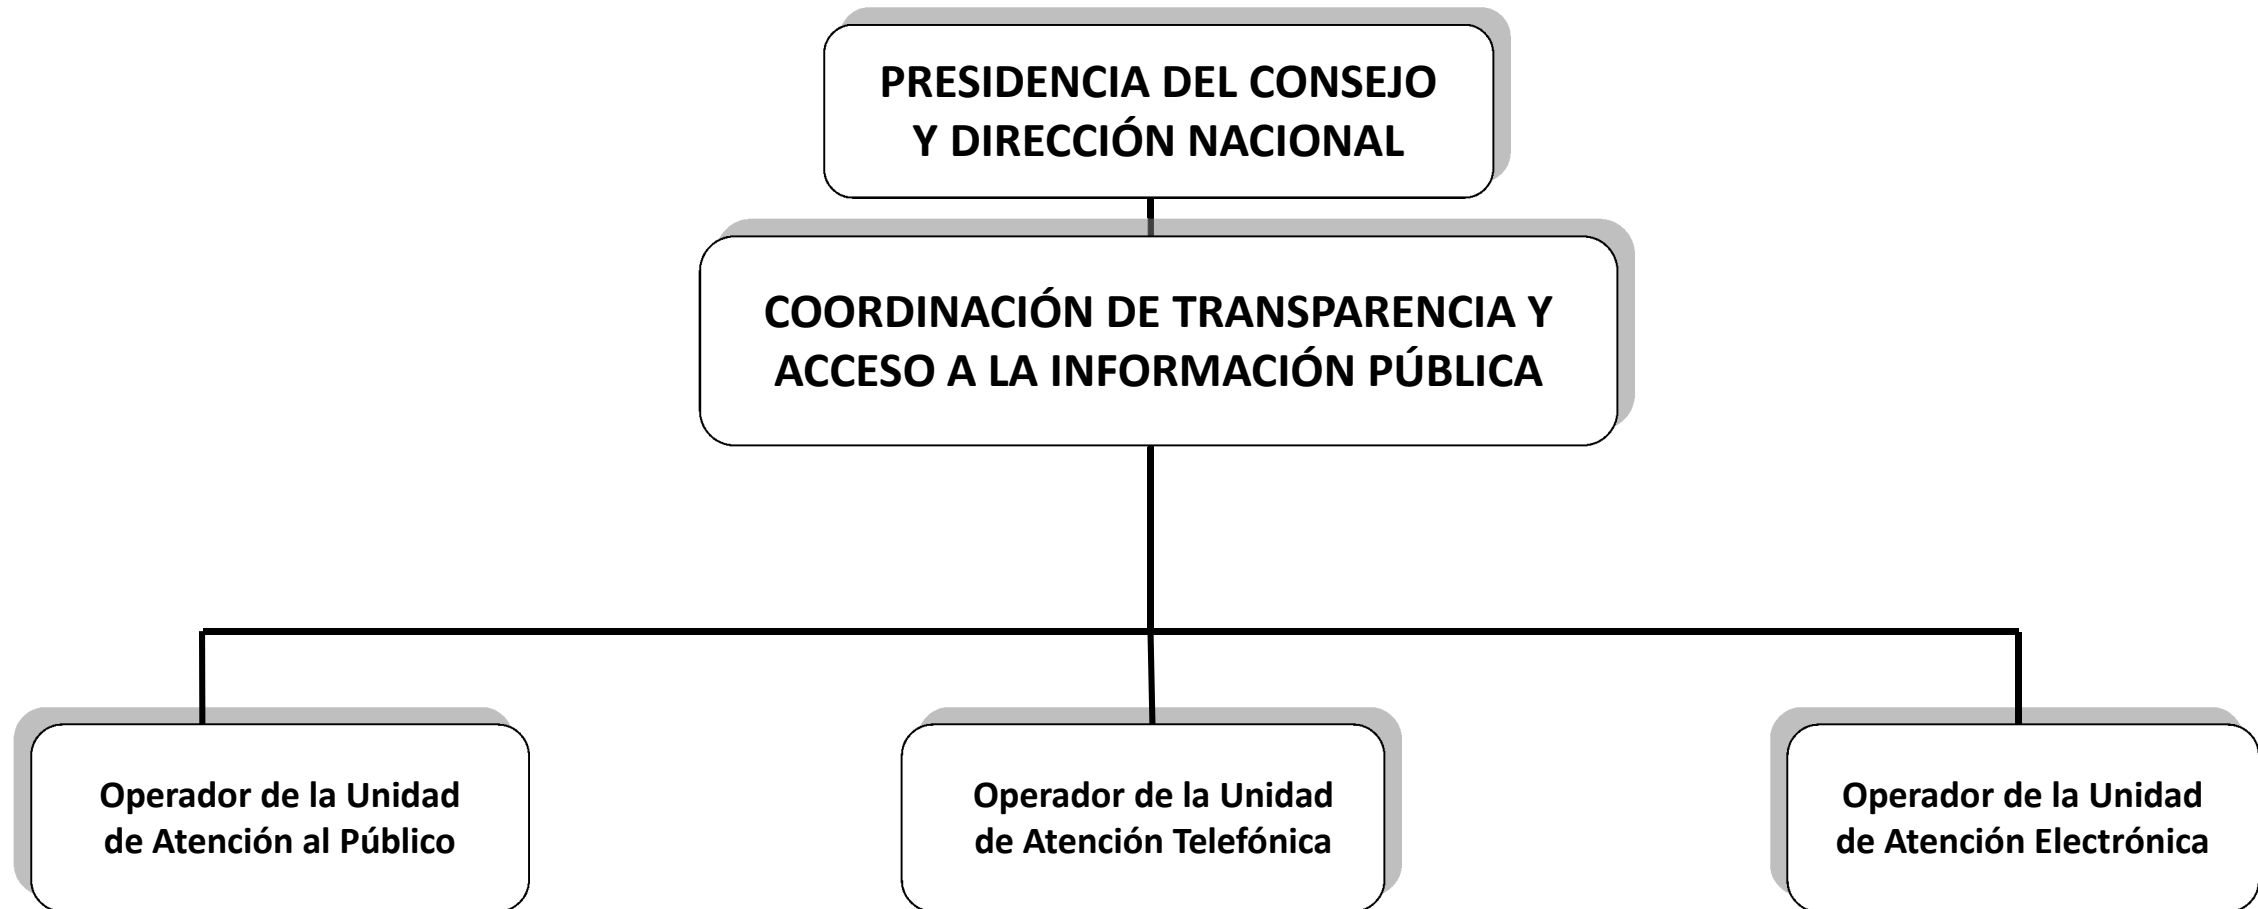 PRESIDENCIA DEL CONSEJO
Y DIRECCIÓN NACIONAL
COORDINACIÓN DE TRANSPARENCIA Y
ACCESO A LA INFORMACIÓN PÚBLICA
Operador de la Unidad
de Atención al Público
Operador de la Unidad
de Atención Telefónica
Operador de la Unidad
de Atención Electrónica